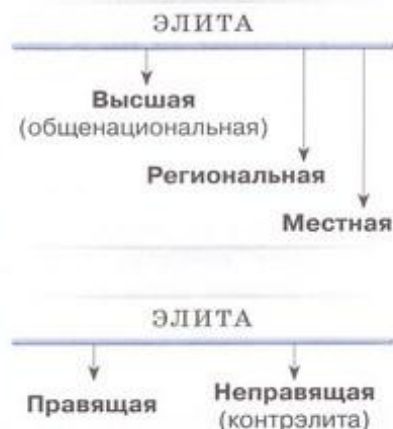 ЭЛИТА
Высшая
(общенациональная)
Региональная
Местная
ЭЛИТА
Правящая
Неправящая
(контрэлита)